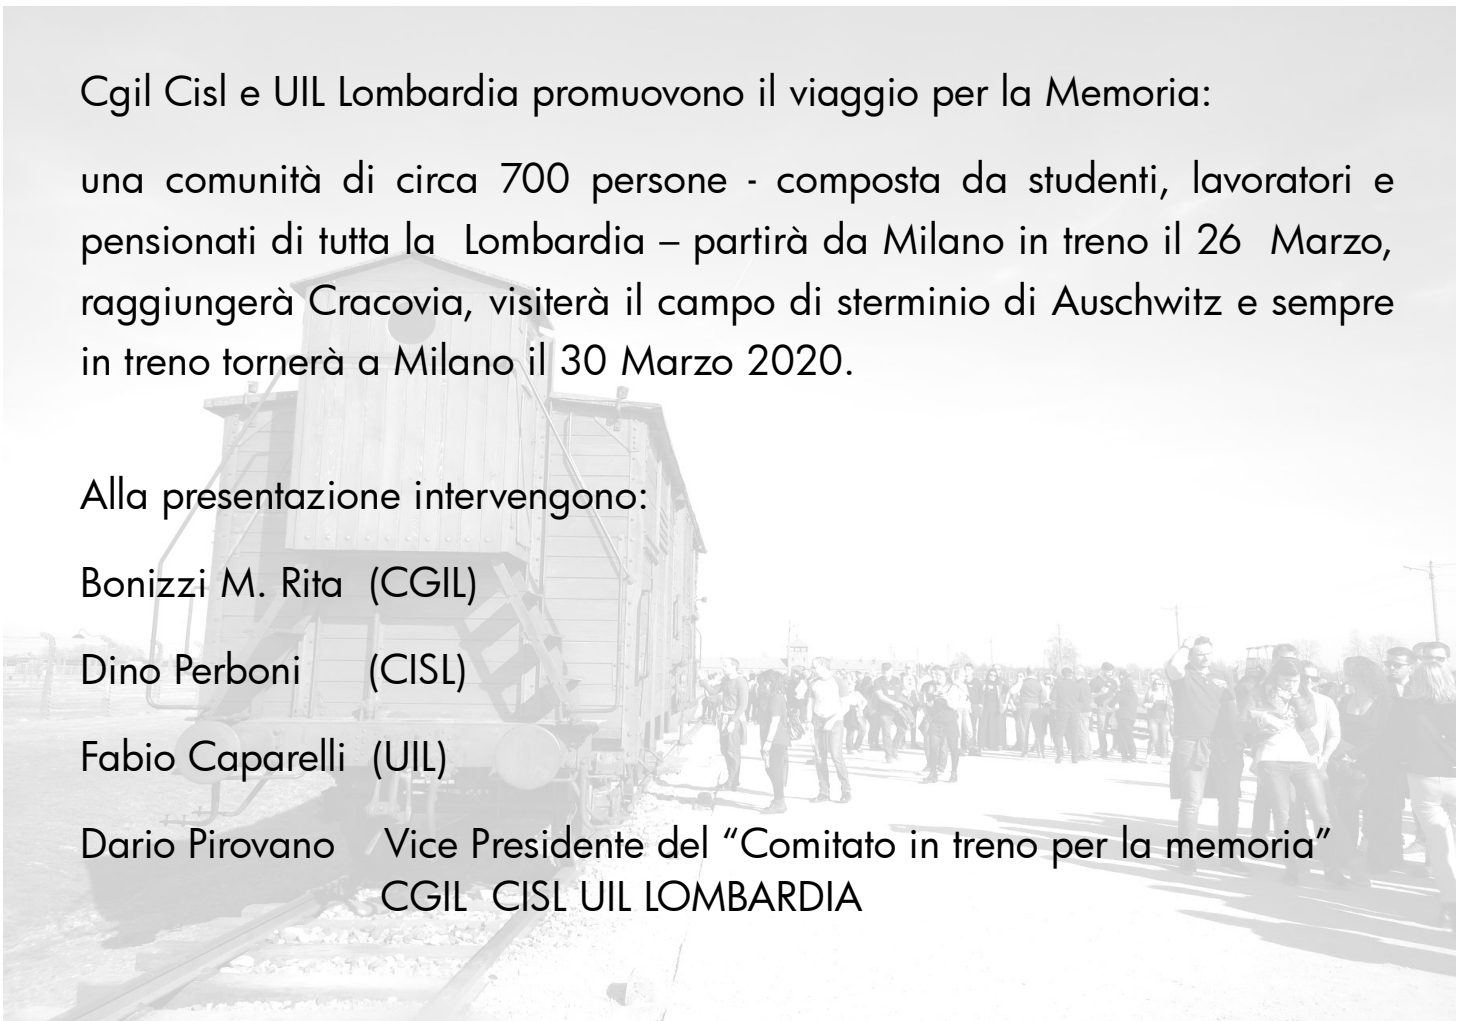 Cgil Cisl e UIL Lombardia promuovono il viaggio per la Memoria:
una comunità di circa 700 persone - composta da studenti, lavoratori e
pensionati di tutta la Lombardia – partirà da Milano in treno il 26 Marzo,
raggiungerà Cracovia, visiterà il campo di sterminio di Auschwitz e sempre
in treno tornerà a Milano il 30 Marzo 2020.
Alla presentazione intervengono:
Bonizzi M. Rita (CGIL)
Dino Perboni (CISL)
Fabio Caparelli (UIL)
Dario Pirovano Vice Presidente del “Comitato in treno per la memoria”
CGIL CISL UIL LOMBARDIA